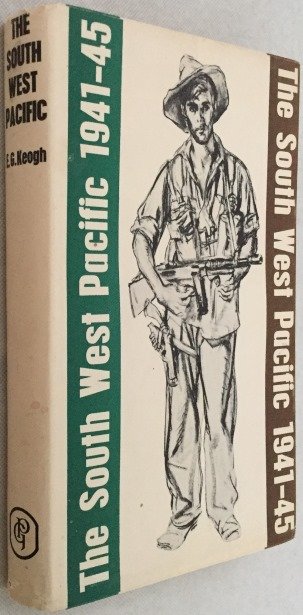 THE
SOUTH
WEST
PACIFIC
E.G. Keogh
The South West Pacific 1941-45
The South West Pacific 1941-45